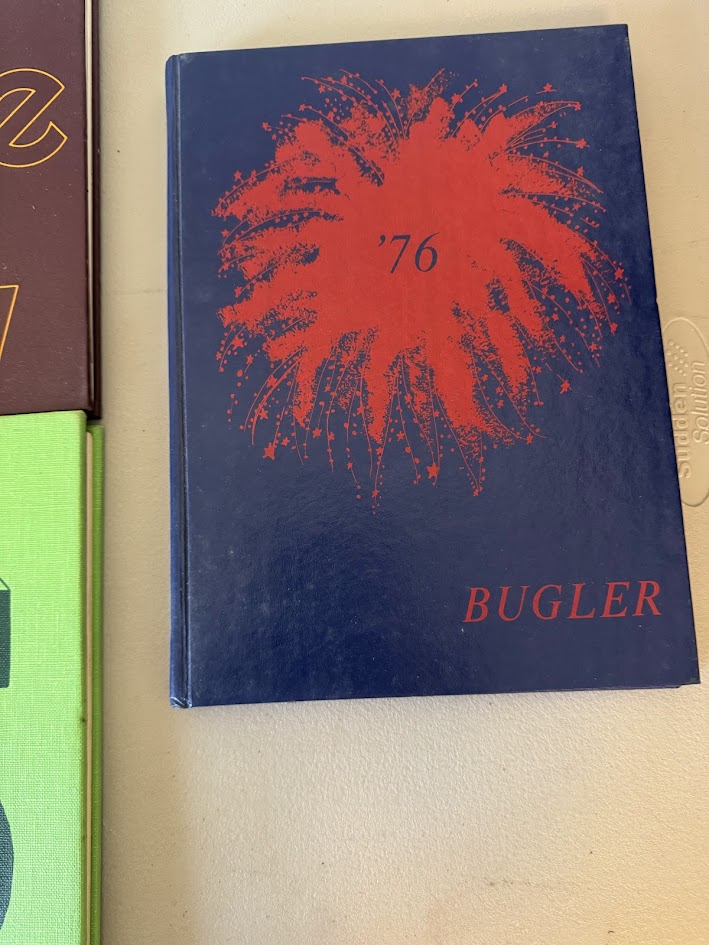 '76
BUGLER
sudden
Solution
e